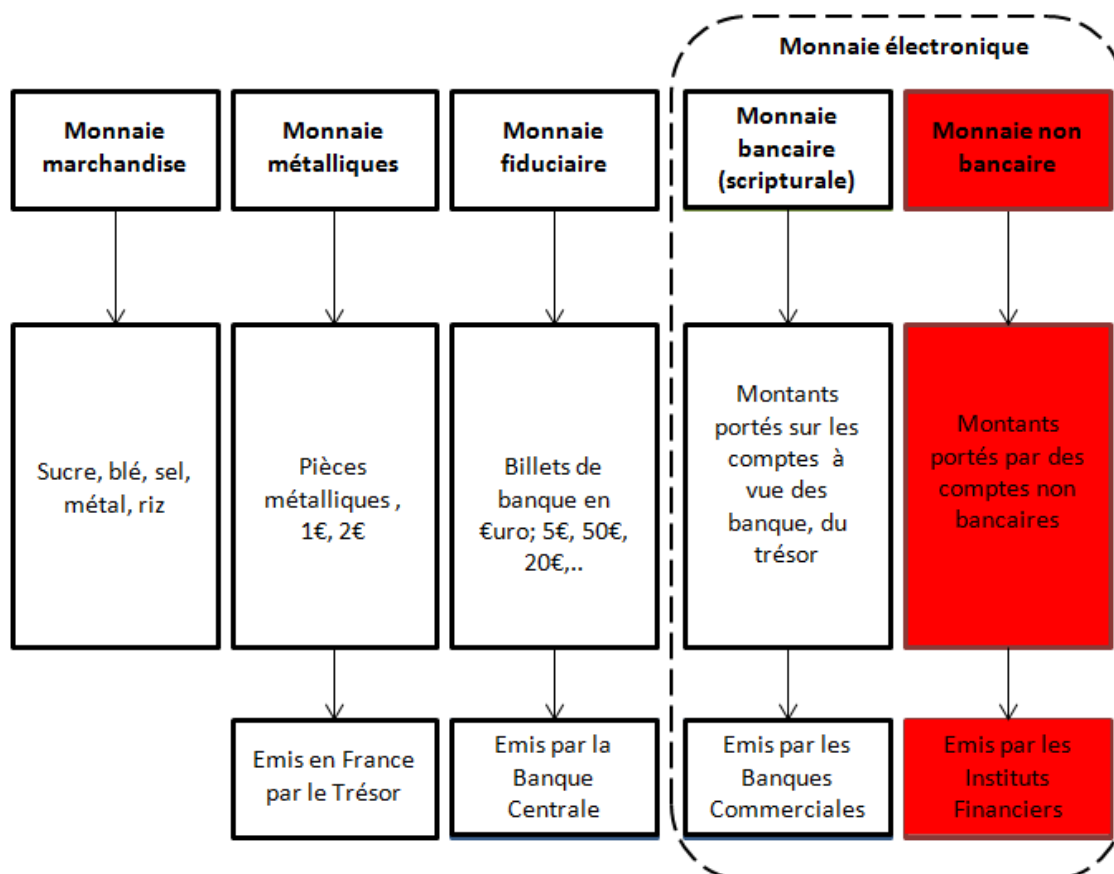 Monnaie électronique
Monnaie
marchandise
Monnaie
métalliques
Monnaie
fiduciaire
Monnaie
bancaire
(scripturale)
Monnaie non
bancaire
Sucre, blé, sel,
métal, riz
Pièces
métalliques ,
1€, 2€
Billets de
banque en
€uro; 5€, 50€,
20€,..
Montants
portés sur les
comptes à
vue des
banque, du
trésor
Montants
portés par des
comptes non
bancaires
Emis en France
par le Trésor
Emis par la
Banque
Centrale
Emis par les
Banques
Commerciales
Emis par les
Instituts
Financiers